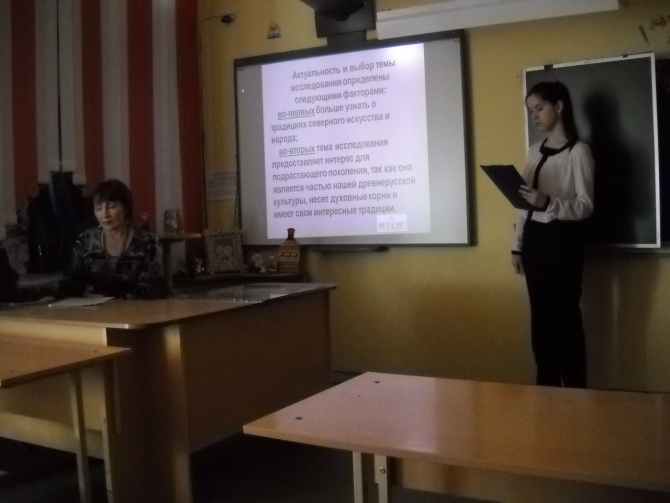 Актуальность и выбор темы
исследования определены
следующими факторами:
во-первых больше узнать о
традициях северного искусства и
народа;
во-вторых тема исследования
предоставляет интерес для
подрастающего поколения, так как она
является частью нашей древнерусской
культуры, несет духовные корни и
имеет свои интересные традиции.